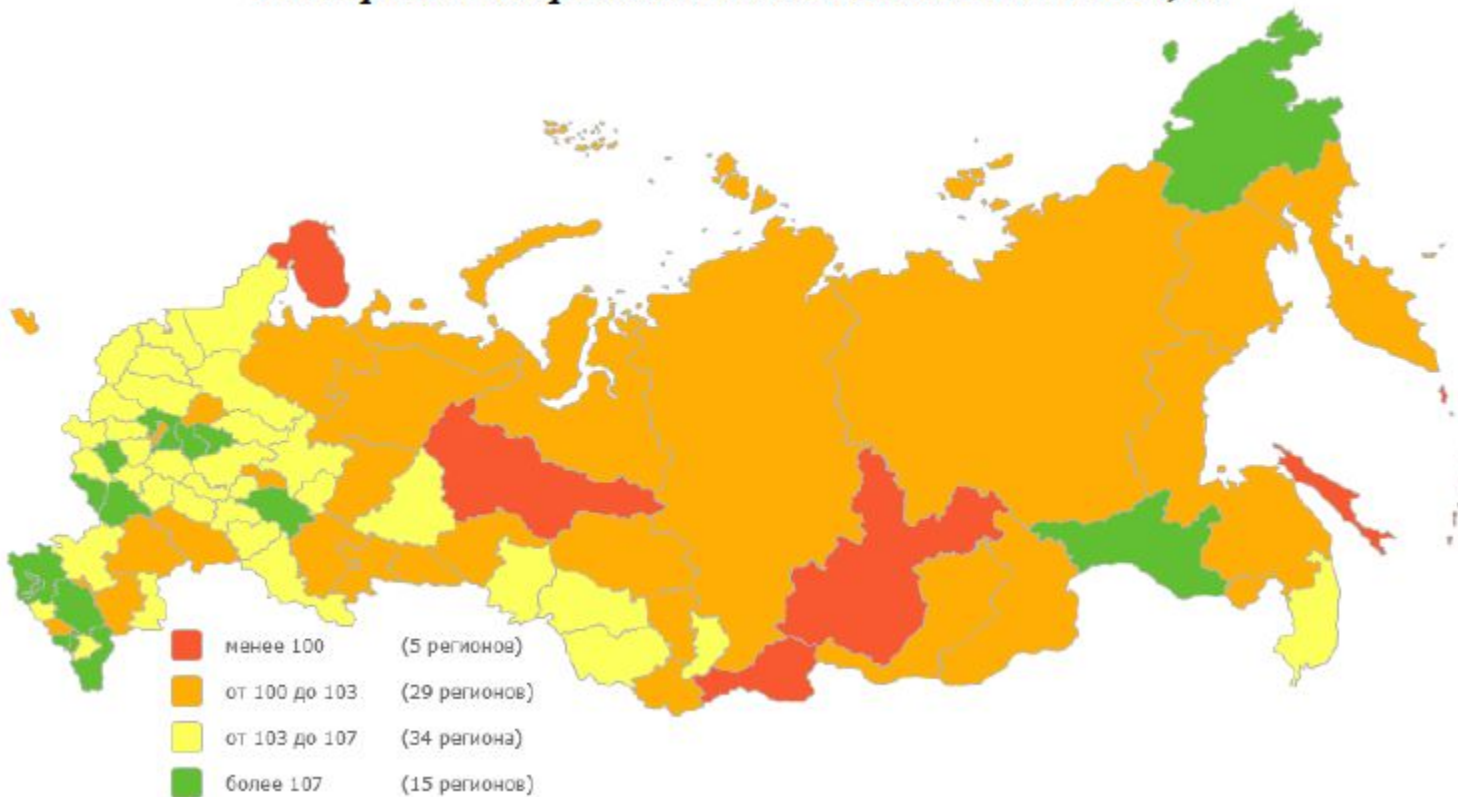 менее 100 (5 регионов)
от 100 до 103 (29 регионов)
от 103 до 107 (34 региона)
более 107 (15 регионов)